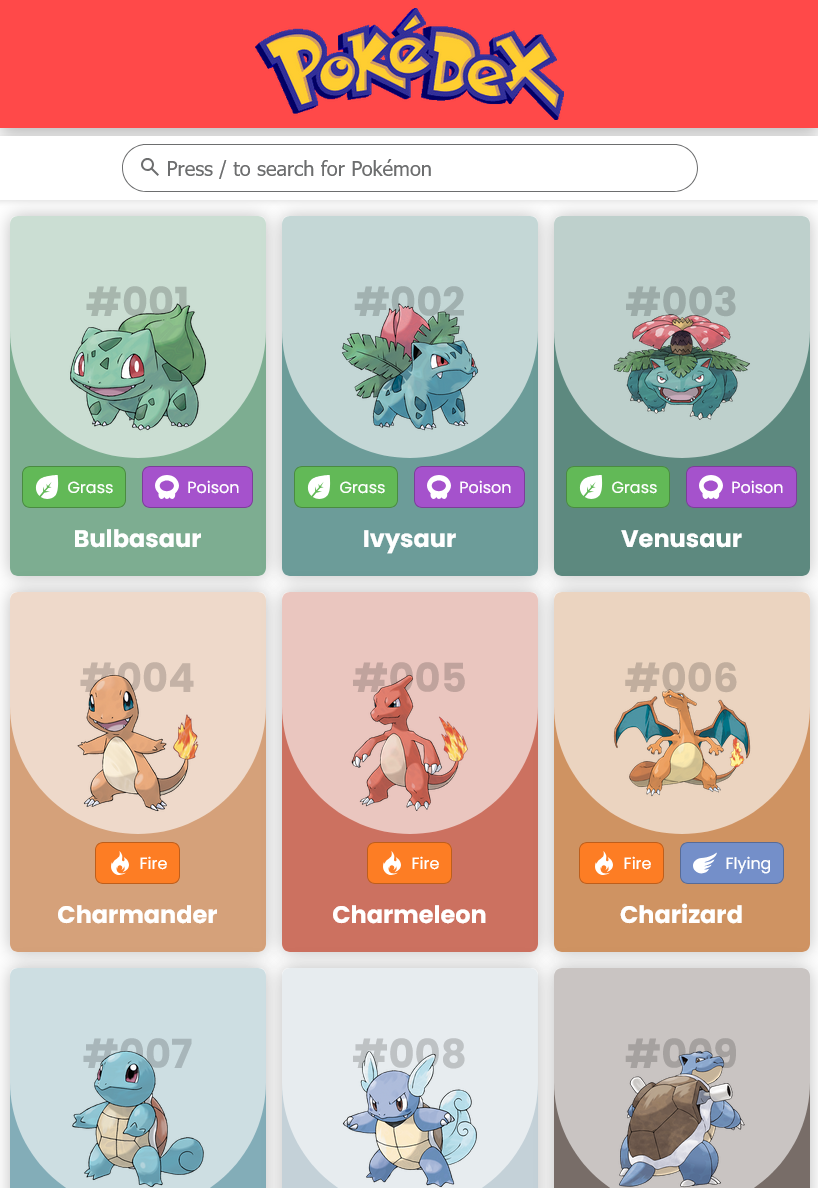 PokéDex
Press / to search for Pokémon
#001
#002
#003
Grass
Poison
Grass
Poison
Grass
Poison
Bulbasaur
Ivysaur
Venusaur
#004
#005
#006
Fire
Fire
Fire
Flying
Charmander
Charmeleon
Charizard
#007
#008
#009